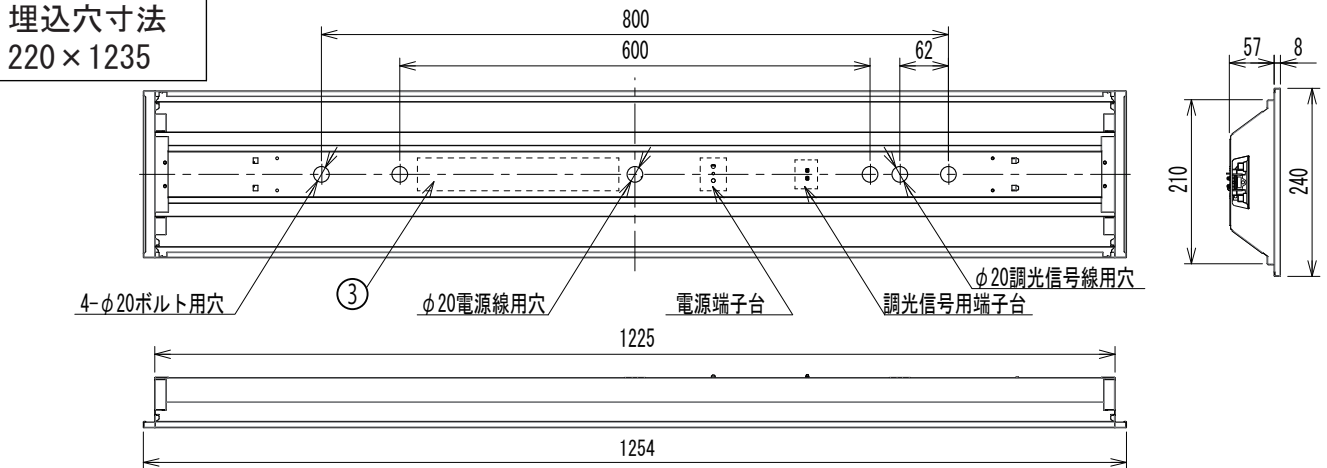 埋込穴寸法
220×1235
800
600
62
57
8
210
240
4-φ20ボルト用穴
③
φ20電源線用穴
電源端子台
調光信号用端子台
φ20調光信号線用穴
1225
1254